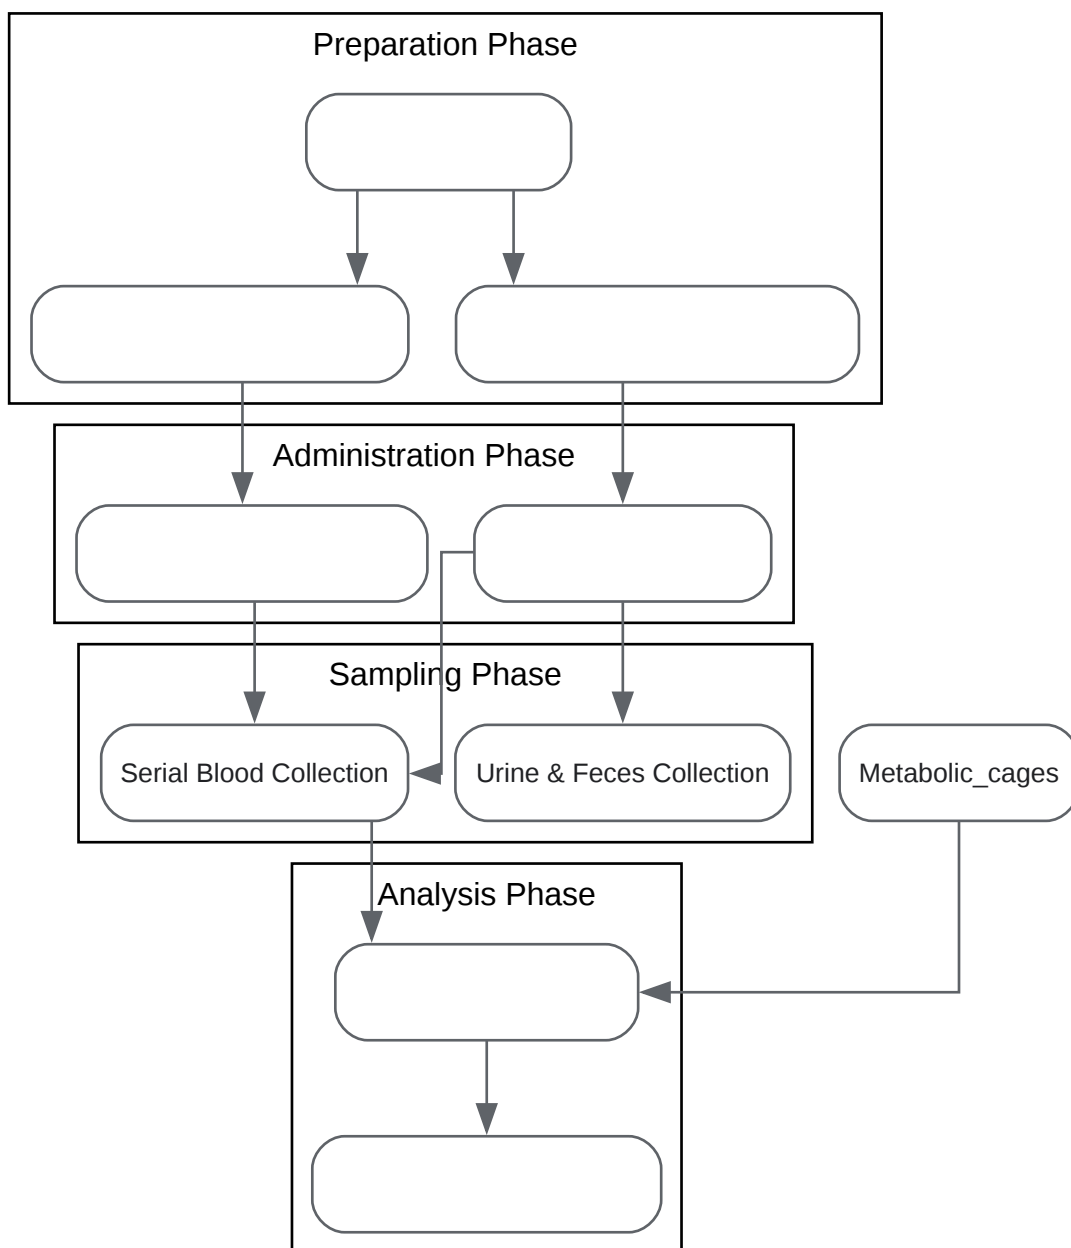 Preparation Phase
Administration Phase
Sampling Phase
Serial Blood Collection
Urine & Feces Collection
Metabolic_cages
Analysis Phase